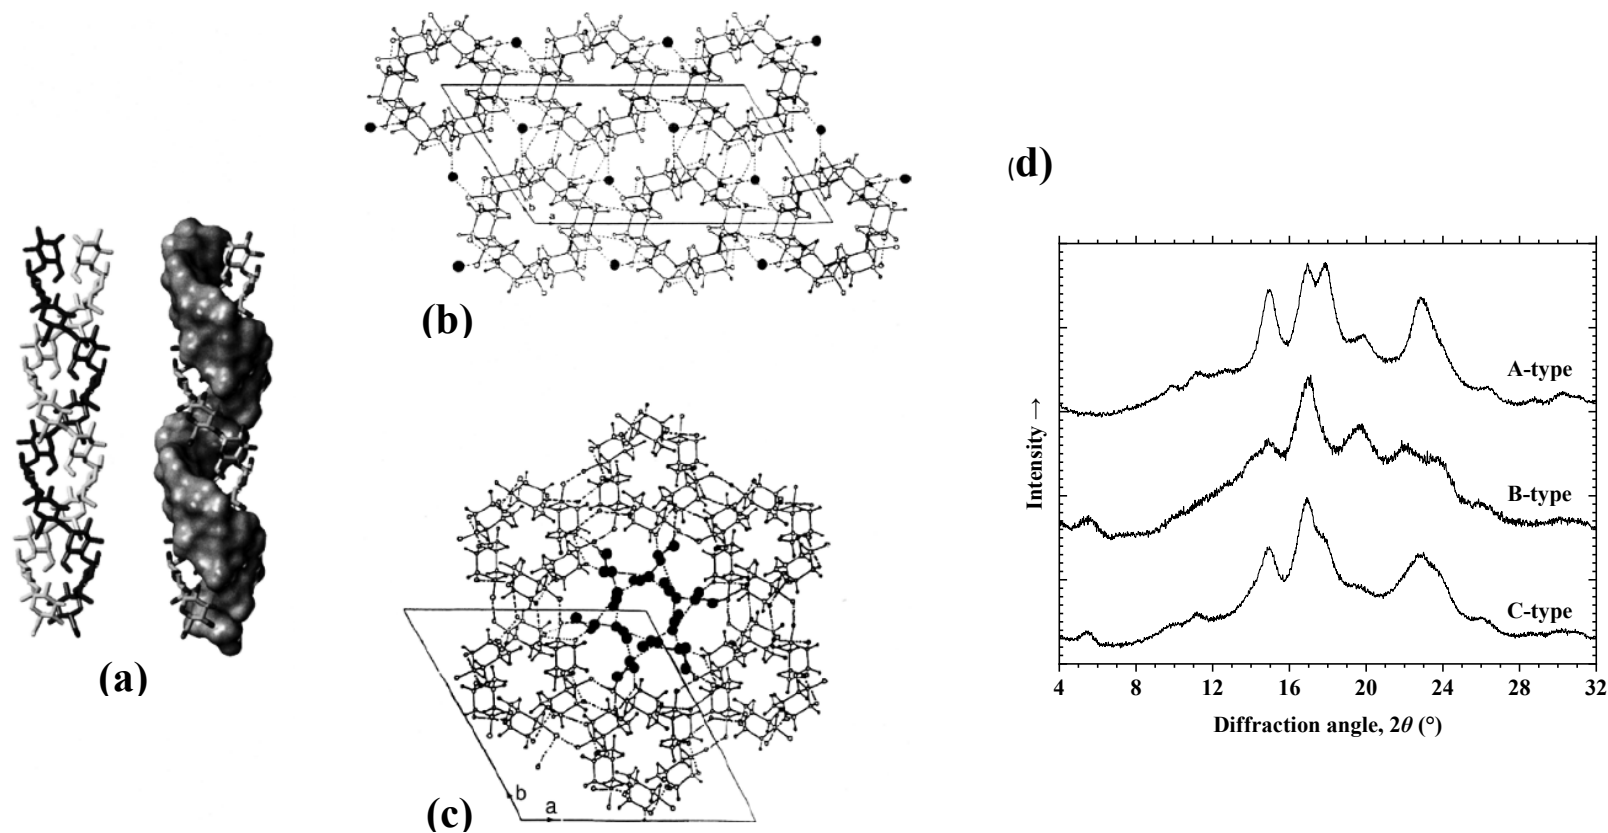 (a)
(b)
b
a
(c)
b
a
(d)
A-type
B-type
C-type
Intensity →
4 8 12 16 20 24 28 32
Diffraction angle, 2θ (°)